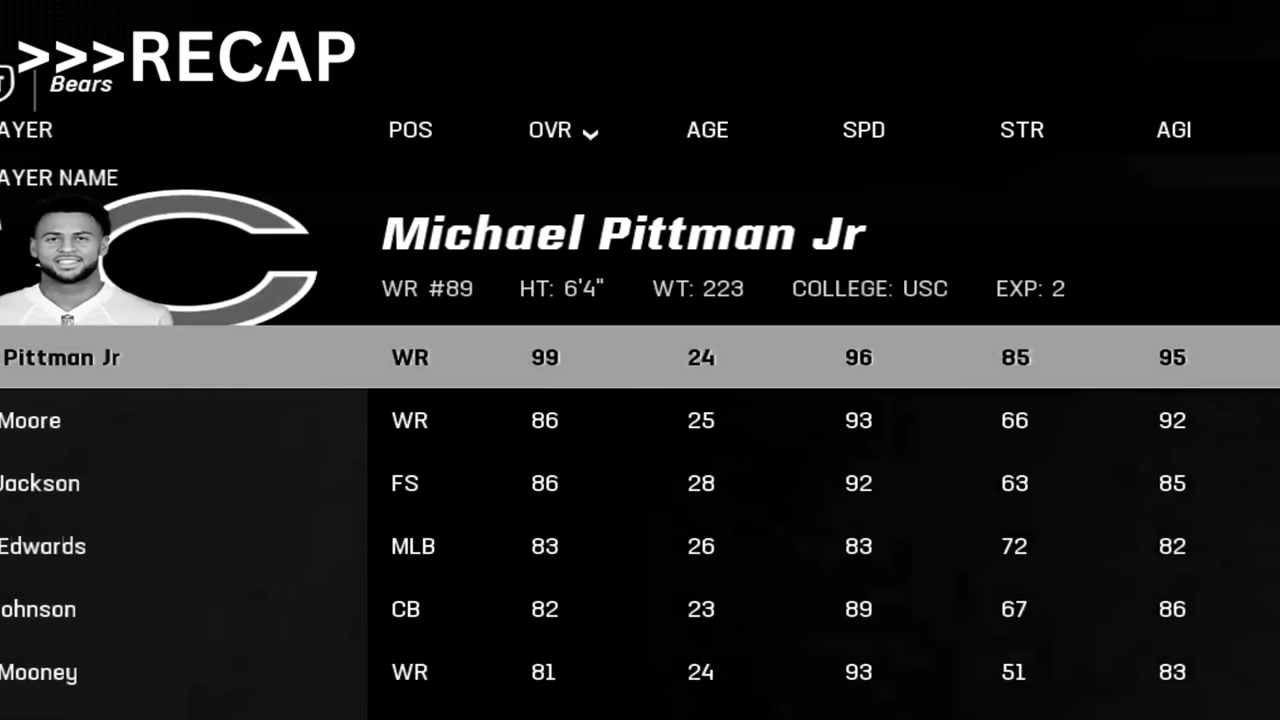 >>>RECAP
Bears
AYER POS OVR AGE SPD STR AGI
AYER NAME
Michael Pittman Jr
WR #89 HT: 6'4" WT: 223 COLLEGE: USC EXP: 2
Pittman Jr WR 99 24 96 85 95
Moore WR 86 25 93 66 92
Jackson FS 86 28 92 63 85
Edwards MLB 83 26 83 72 82
ohnson CB 82 23 89 67 86
Mooney WR 81 24 93 51 83